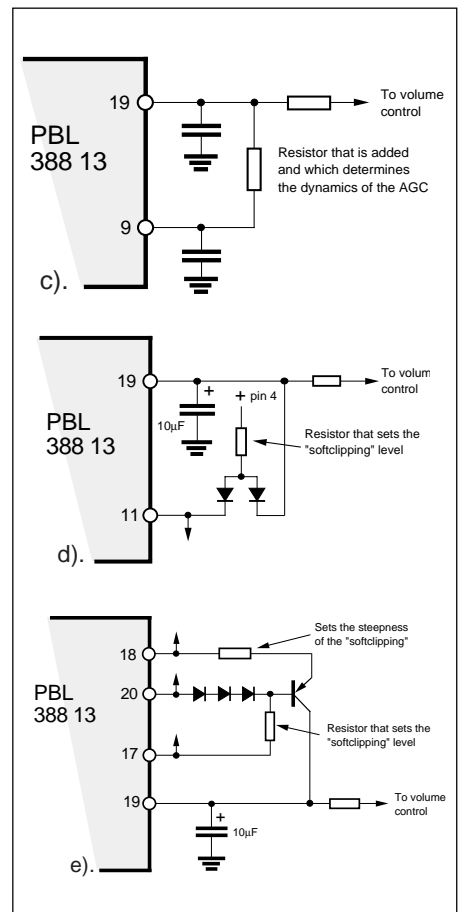 19
To volume
control
PBL
388 13
Resistor that is added
and which determines
the dynamics of the AGC
9
c).
19
To volume
control
+
+ pin 4
10µF
PBL
388 13
Resistor that sets the
"softclipping" level
11
d).
Sets the steepness
of the "softclipping"
18
PBL
388 13
20
Resistor that sets the
"softclipping" level
17
19
To volume
control
+
10µF
e).